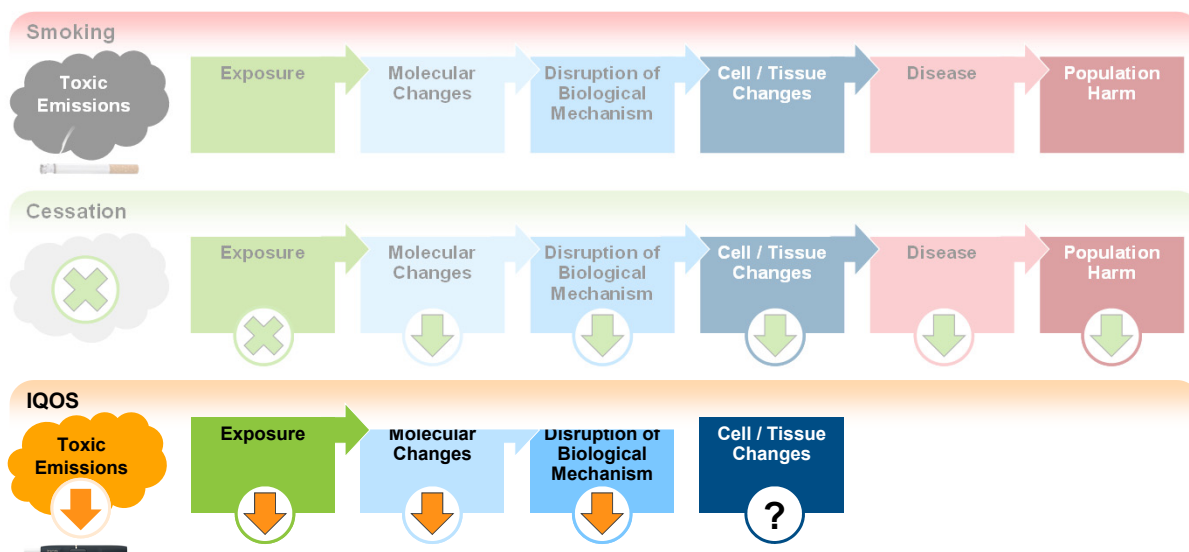 Smoking
Toxic
Emissions
Exposure
Molecular
Changes
Disruption of
Biological
Mechanism
Cell / Tissue
Changes
Disease
Population
Harm
Cessation
Exposure
Molecular
Changes
Disruption of
Biological
Mechanism
Cell / Tissue
Changes
Disease
Population
Harm
IQOS
Toxic
Emissions
Exposure
Molecular
Changes
Disruption of
Biological
Mechanism
Cell / Tissue
Changes
?